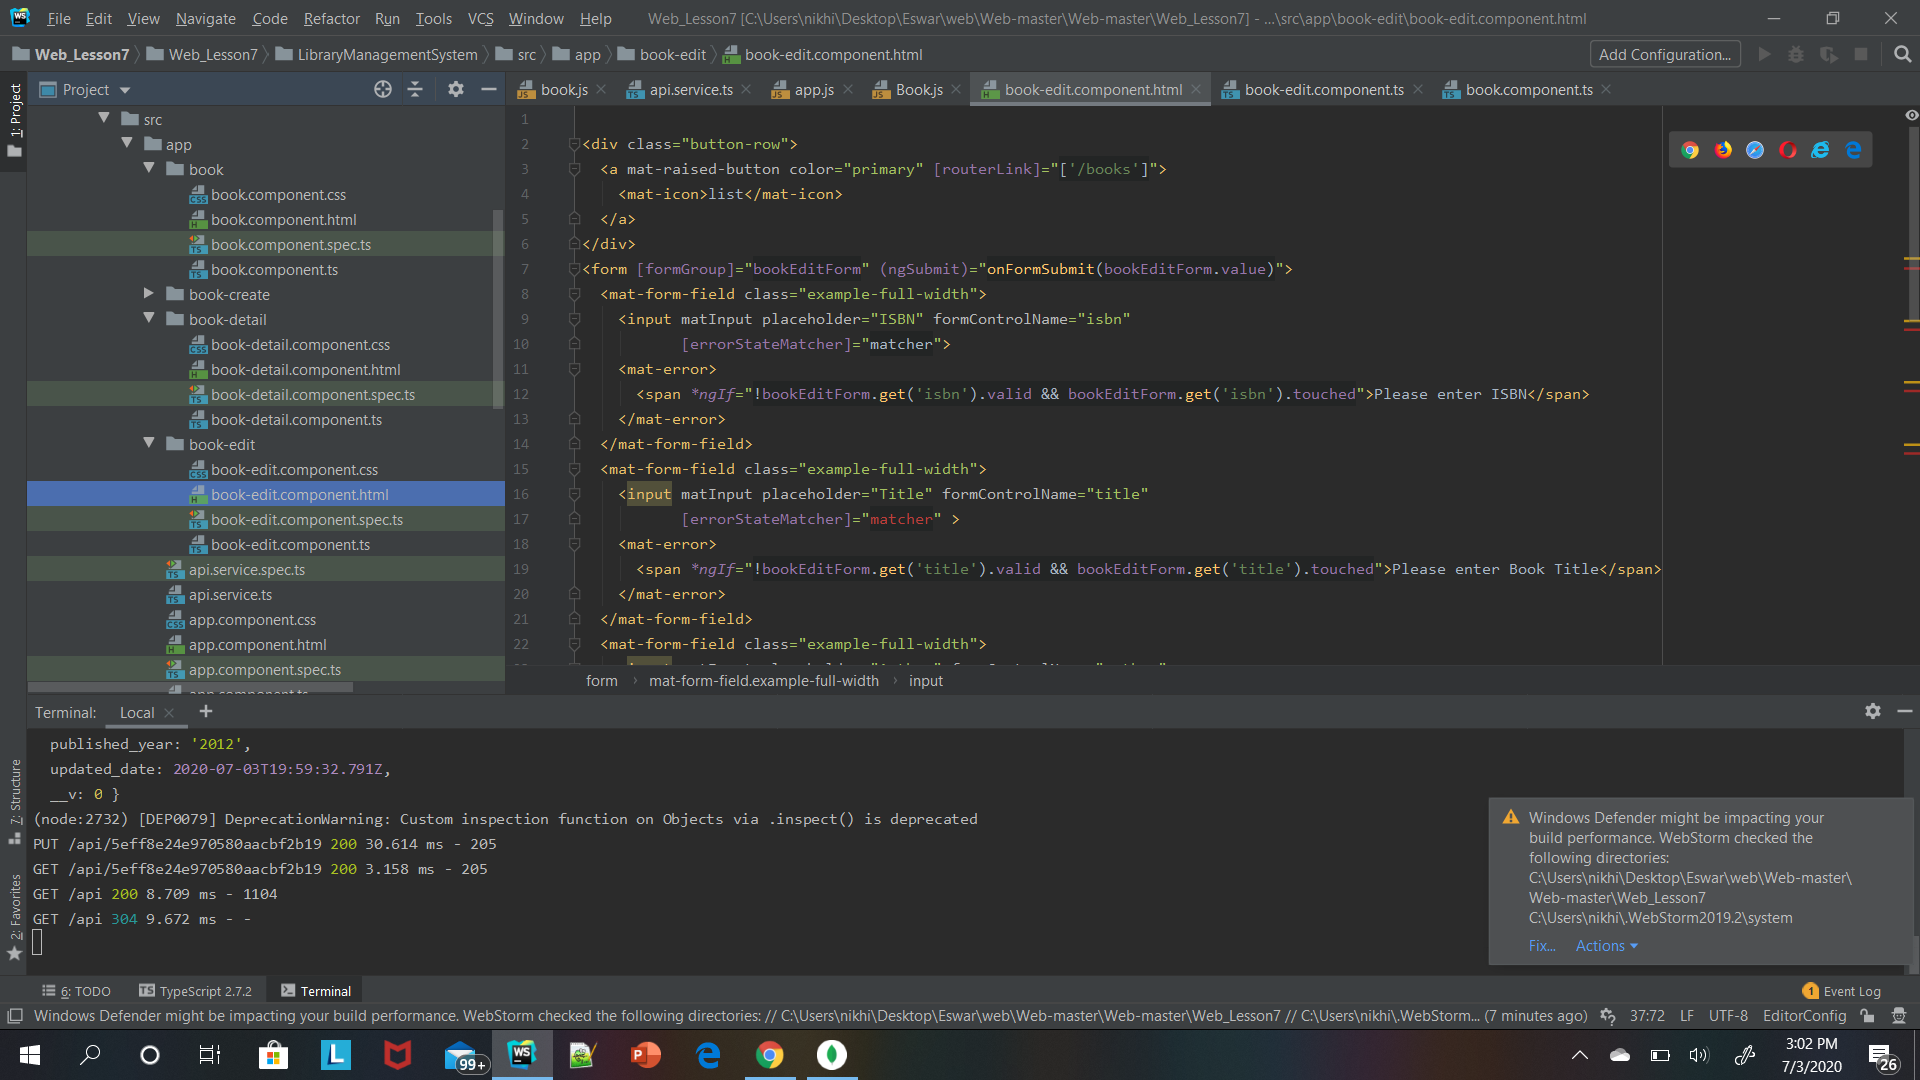 File Edit View Navigate Code Refactor Run Tools VCS Window Help Web_Lesson7 [C:\Users\nikhi\Desktop\Eswar\web\Web-master\Web-master\Web_Lesson7] - ...\src\app\book-edit\book-edit.component.html
Web_Lesson7 Web_Lesson7 LibraryManagementSystem src app book-edit book-edit.component.html Add Configuration...
1: Project
7: Structure
2: Favorites
Project
src
app
book
book.component.css
book.component.html
book.component.spec.ts
book.component.ts
book-create
book-detail
book-detail.component.css
book-detail.component.html
book-detail.component.spec.ts
book-detail.component.ts
book-edit
book-edit.component.css
book-edit.component.html
book-edit.component.spec.ts
book-edit.component.ts
api.service.spec.ts
api.service.ts
app.component.css
app.component.html
app.component.spec.ts
app.component.ts
book.js api.service.ts app.js Book.js book-edit.component.html book-edit.component.ts book.component.ts
1
2 <div class="button-row">
3 <a mat-raised-button color="primary" [routerLink]="['/books']">
4 <mat-icon>list</mat-icon>
5 </a>
6 </div>
7 <form [formGroup]="bookEditForm" (ngSubmit)="onFormSubmit(bookEditForm.value)">
8 <mat-form-field class="example-full-width">
9 <input matInput placeholder="ISBN" formControlName="isbn"
10 [errorStateMatcher]="matcher">
11 <mat-error>
12 <span *ngIf="!bookEditForm.get('isbn').valid && bookEditForm.get('isbn').touched">Please enter ISBN</span>
13 </mat-error>
14 </mat-form-field>
15 <mat-form-field class="example-full-width">
16 <input matInput placeholder="Title" formControlName="title"
17 [errorStateMatcher]="matcher" >
18 <mat-error>
19 <span *ngIf="!bookEditForm.get('title').valid && bookEditForm.get('title').touched">Please enter Book Title</span>
20 </mat-error>
21 </mat-form-field>
22 <mat-form-field class="example-full-width">
form mat-form-field.example-full-width input
Terminal: Local
published_year: '2012',
updated_date: 2020-07-03T19:59:32.791Z,
__v: 0 }
(node:2732) [DEP0079] DeprecationWarning: Custom inspection function on Objects via .inspect() is deprecated
PUT /api/5eff8e24e970580aacbf2b19 200 30.614 ms - 205
GET /api/5eff8e24e970580aacbf2b19 200 3.158 ms - 205
GET /api 200 8.709 ms - 1104
GET /api 304 9.672 ms - -
Windows Defender might be impacting your
build performance. WebStorm checked the
following directories:
C:\Users\nikhi\Desktop\Eswar\web\Web-master\
Web-master\Web_Lesson7
C:\Users\nikhi\.WebStorm2019.2\system
Fix... Actions
6: TODO TypeScript 2.7.2 Terminal 1 Event Log
Windows Defender might be impacting your build performance. WebStorm checked the following directories: // C:\Users\nikhi\Desktop\Eswar\web\Web-master\Web-master\Web_Lesson7 // C:\Users\nikhi\.WebStorm... (7 minutes ago) 37:72 LF UTF-8 EditorConfig
99+
3:02 PM
7/3/2020
26